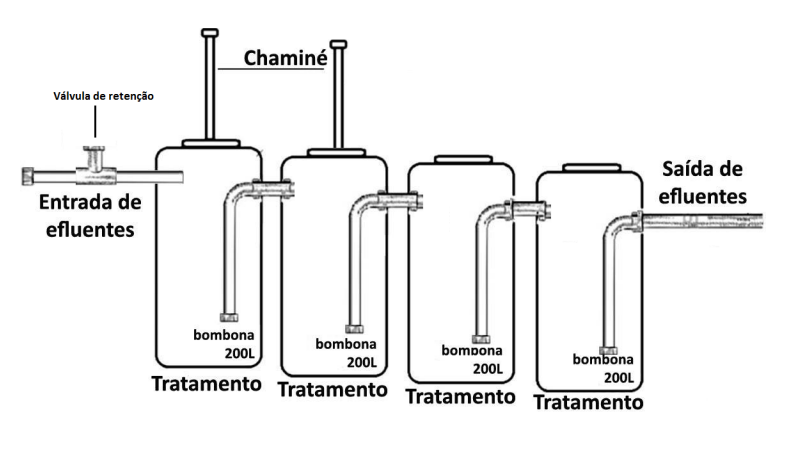 Chaminé
Válvula de retenção
Entrada de
efluentes
Saída de
efluentes
bombona
200L
Tratamento
bombona
200L
Tratamento
bombona
200L
Tratamento
bombona
200L
Tratamento